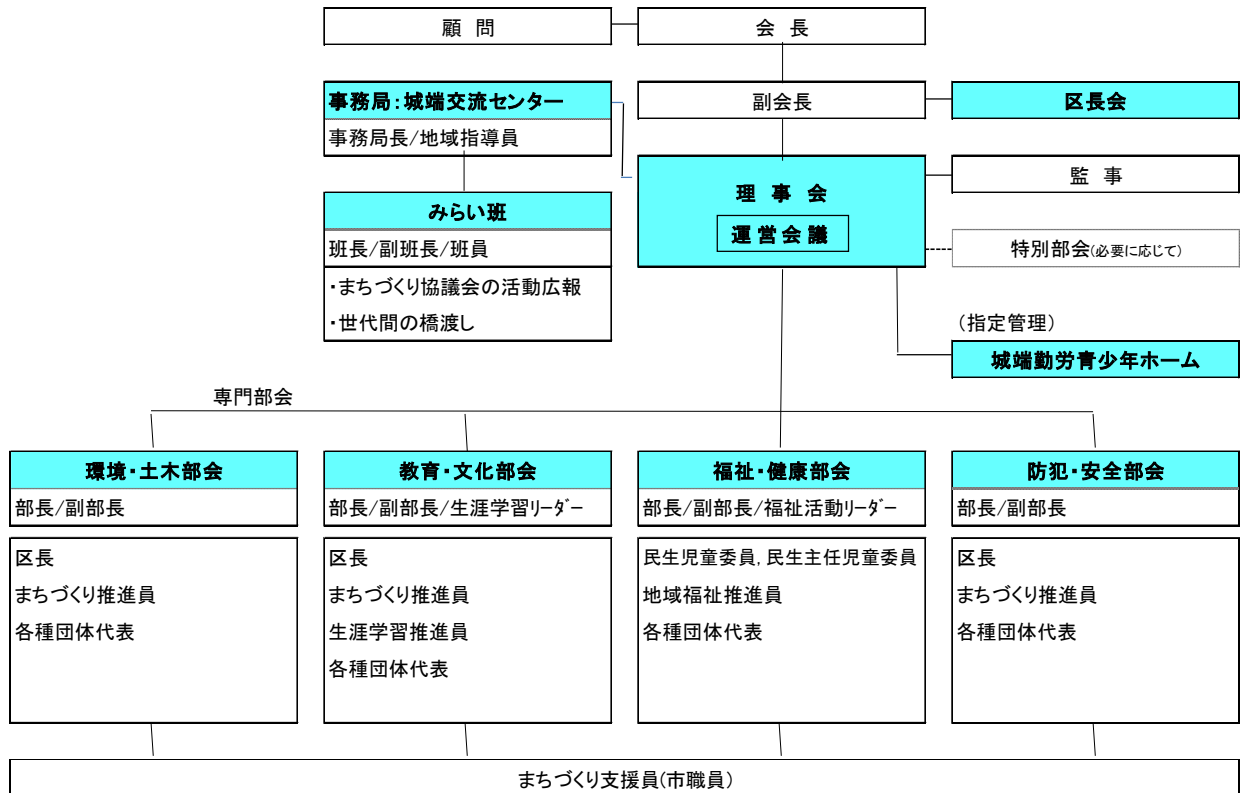 顧 問
会 長
事務局：城端交流センター
事務局長/地域指導員
副会長
区長会
理 事 会
運営会議
監 事
みらい班
班長/副班長/班員
・まちづくり協議会の活動広報
・世代間の橋渡し
特別部会(必要に応じて)
（指定管理）
城端勤労青少年ホーム
専門部会
環境・土木部会
部長/副部長
区長
まちづくり推進員
各種団体代表
教育・文化部会
部長/副部長/生涯学習ﾘｰﾀﾞｰ
区長
まちづくり推進員
生涯学習推進員
各種団体代表
福祉・健康部会
部長/副部長/福祉活動ﾘｰﾀﾞｰ
民生児童委員, 民生主任児童委員
地域福祉推進員
各種団体代表
防犯・安全部会
部長/副部長
区長
まちづくり推進員
各種団体代表
まちづくり支援員(市職員)